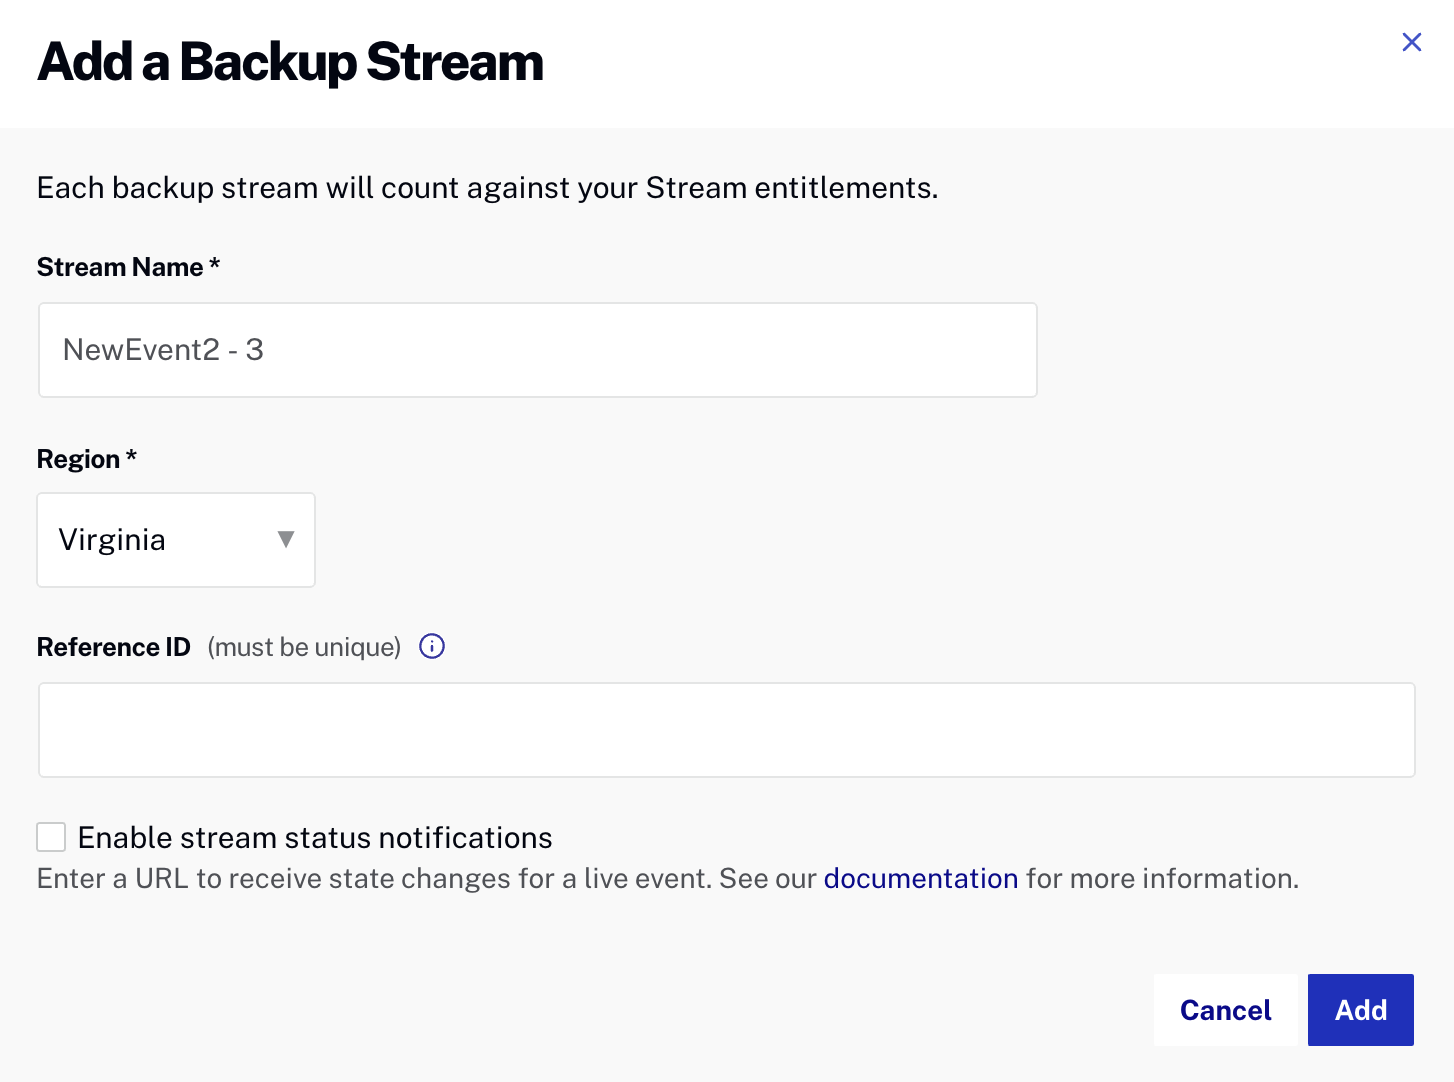 Add a Backup Stream
Each backup stream will count against your Stream entitlements.
Stream Name *
NewEvent2 - 3
Region *
Virginia
Reference ID (must be unique)
Enable stream status notifications
Enter a URL to receive state changes for a live event. See our documentation for more information.
Cancel Add